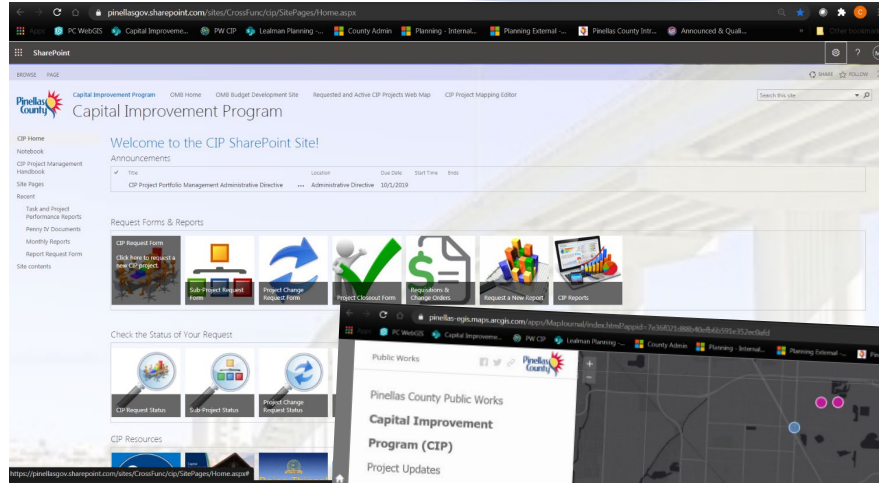 pinellasgov.sharepoint.com/sites/CrossFunc/cip/SitePages/Home.aspx
Apps PC WebGIS Capital Improveme... PW CIP Lealman Planning -... County Admin Planning - Internal... Planning External -... Pinellas County Intr... Announced & Quali... » Other bookmarks
SharePoint ?
BROWSE PAGE SHARE FOLLOW
Pinellas County
Capital Improvement Program OMB Home OMB Budget Development Site Requested and Active CIP Projects Web Map CIP Project Mapping Editor
Search this site
Capital Improvement Program
CIP Home
Notebook
CIP Project Management
Handbook
Site Pages
Recent
Task and Project
Performance Reports
Penny IV Documents
Monthly Reports
Report Request Form
Site contents
Welcome to the CIP SharePoint Site!
Announcements
Title Location Due Date Start Time Ends
CIP Project Portfolio Management Administrative Directive ... Administrative Directive 10/1/2019
Request Forms & Reports
CIP Request Form
Click here to request a
new CIP project.
Sub-Project Request
Form
Project Change
Request Form
Project Closeout Form
Requisitions &
Change Orders
Request a New Report
CIP Reports
Check the Status of Your Request
CIP Request Status
Sub-Project Status
Project Change
Request Status
CIP Resources
https://pinellasgov.sharepoint.com/sites/CrossFunc/cip/SitePages/Home.aspx#
Apps PC WebGIS Capital Improveme... PW CIP Lealman Planning -... County Admin Planning - Internal... Planning External -...
Public Works
Pinellas County
Pinellas County Public Works
Capital Improvement
Program (CIP)
Project Updates